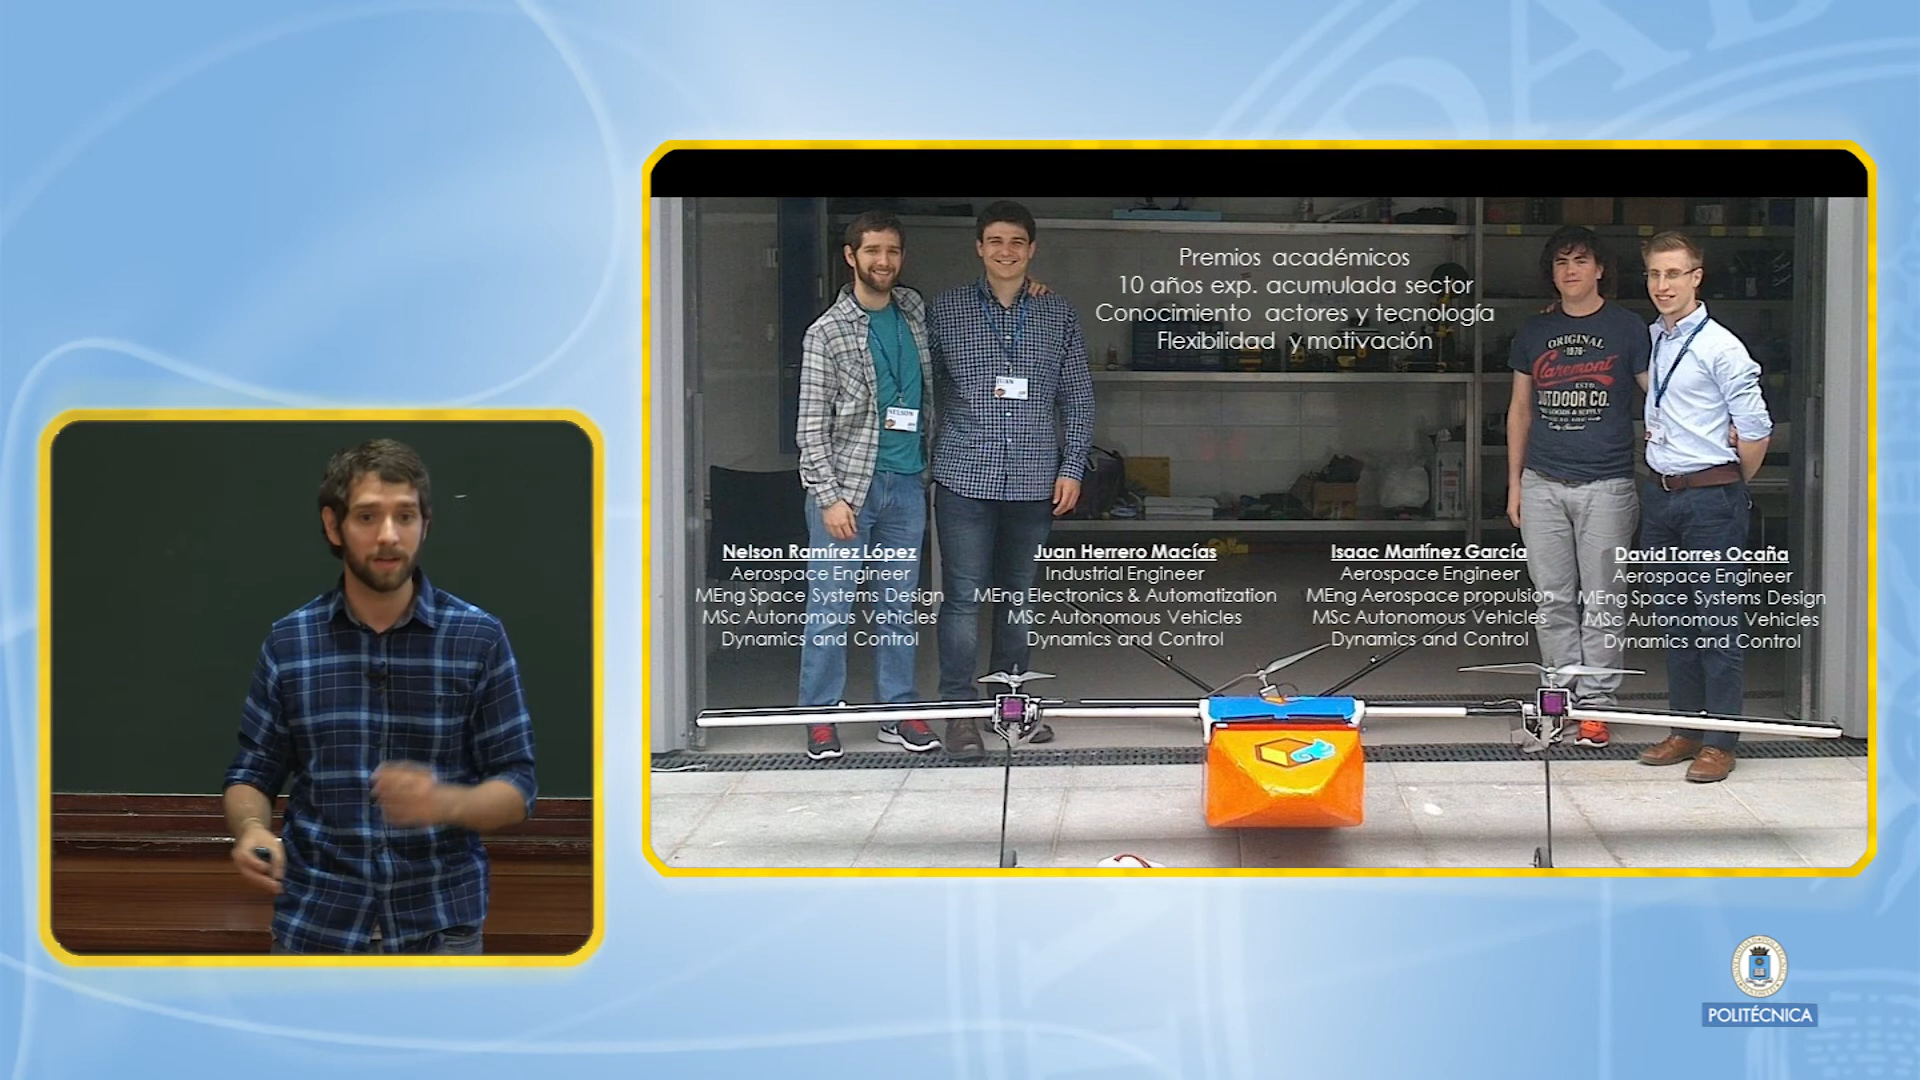 Premios académicos
10 años exp. acumulada sector
Conocimiento actores y tecnología
Flexibilidad y motivación
ORIGINAL
1976
Claremont
ESTD.
OUTDOOR CO.
JUAN
NELSON
Nelson Ramírez López
Aerospace Engineer
MEng Space Systems Design
MSc Autonomous Vehicles
Dynamics and Control
Juan Herrero Macías
Industrial Engineer
MEng Electronics & Automatization
MSc Autonomous Vehicles
Dynamics and Control
Isaac Martínez García
Aerospace Engineer
MEng Aerospace propulsion
MSc Autonomous Vehicles
Dynamics and Control
David Torres Ocaña
Aerospace Engineer
MEng Space Systems Design
MSc Autonomous Vehicles
Dynamics and Control
POLITÉCNICA